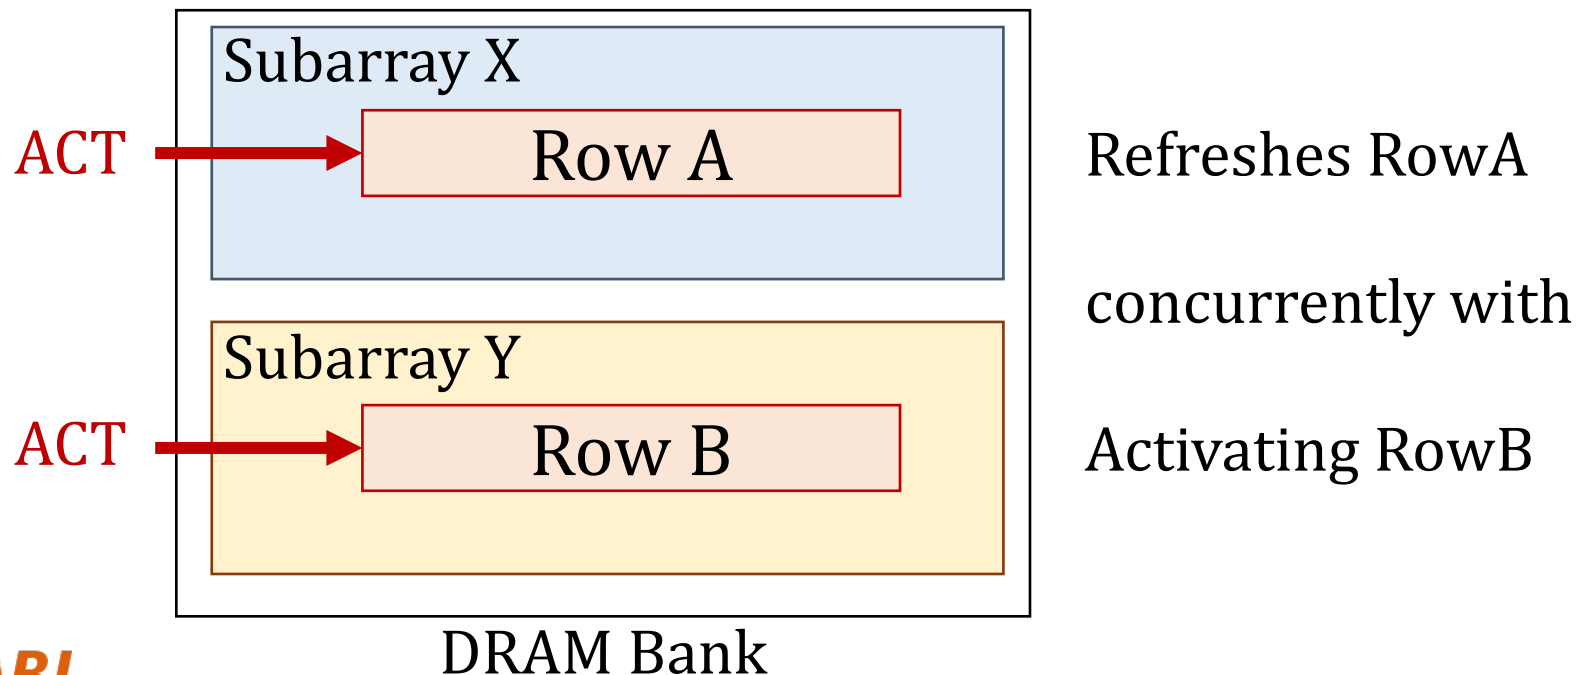 Subarray X
ACT
Row A
Refreshes RowA
concurrently with
Subarray Y
ACT
Row B
Activating RowB
DRAM Bank